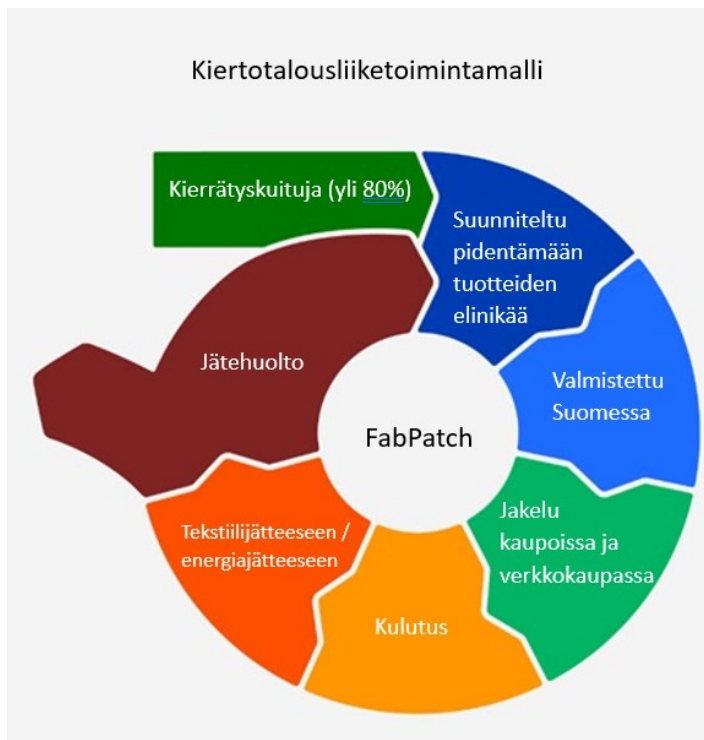 Kiertotalousliiketoimintamalli
Kierrätyskuituja (yli 80%)
Suunniteltu
pidentämään
tuotteiden
elinikää
Valmistettu
Suomessa
Jakelu
kaupoissa ja
verkkokaupassa
Kulutus
Tekstiilijätteeseen /
energiajätteeseen
Jätehuolto
FabPatch